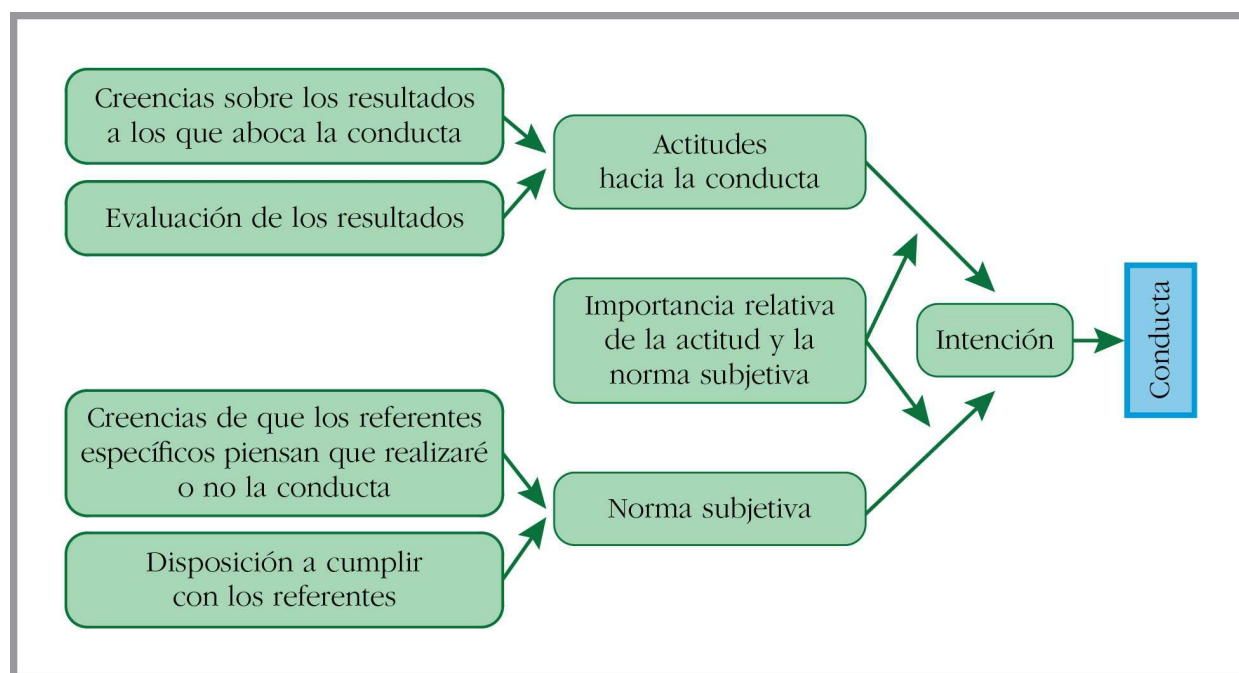 Creencias sobre los resultados
a los que aboca la conducta
Evaluación de los resultados
Actitudes
hacia la conducta
Importancia relativa
de la actitud y la
norma subjetiva
Creencias de que los referentes
específicos piensan que realizaré
o no la conducta
Disposición a cumplir
con los referentes
Norma subjetiva
Intención
Conducta